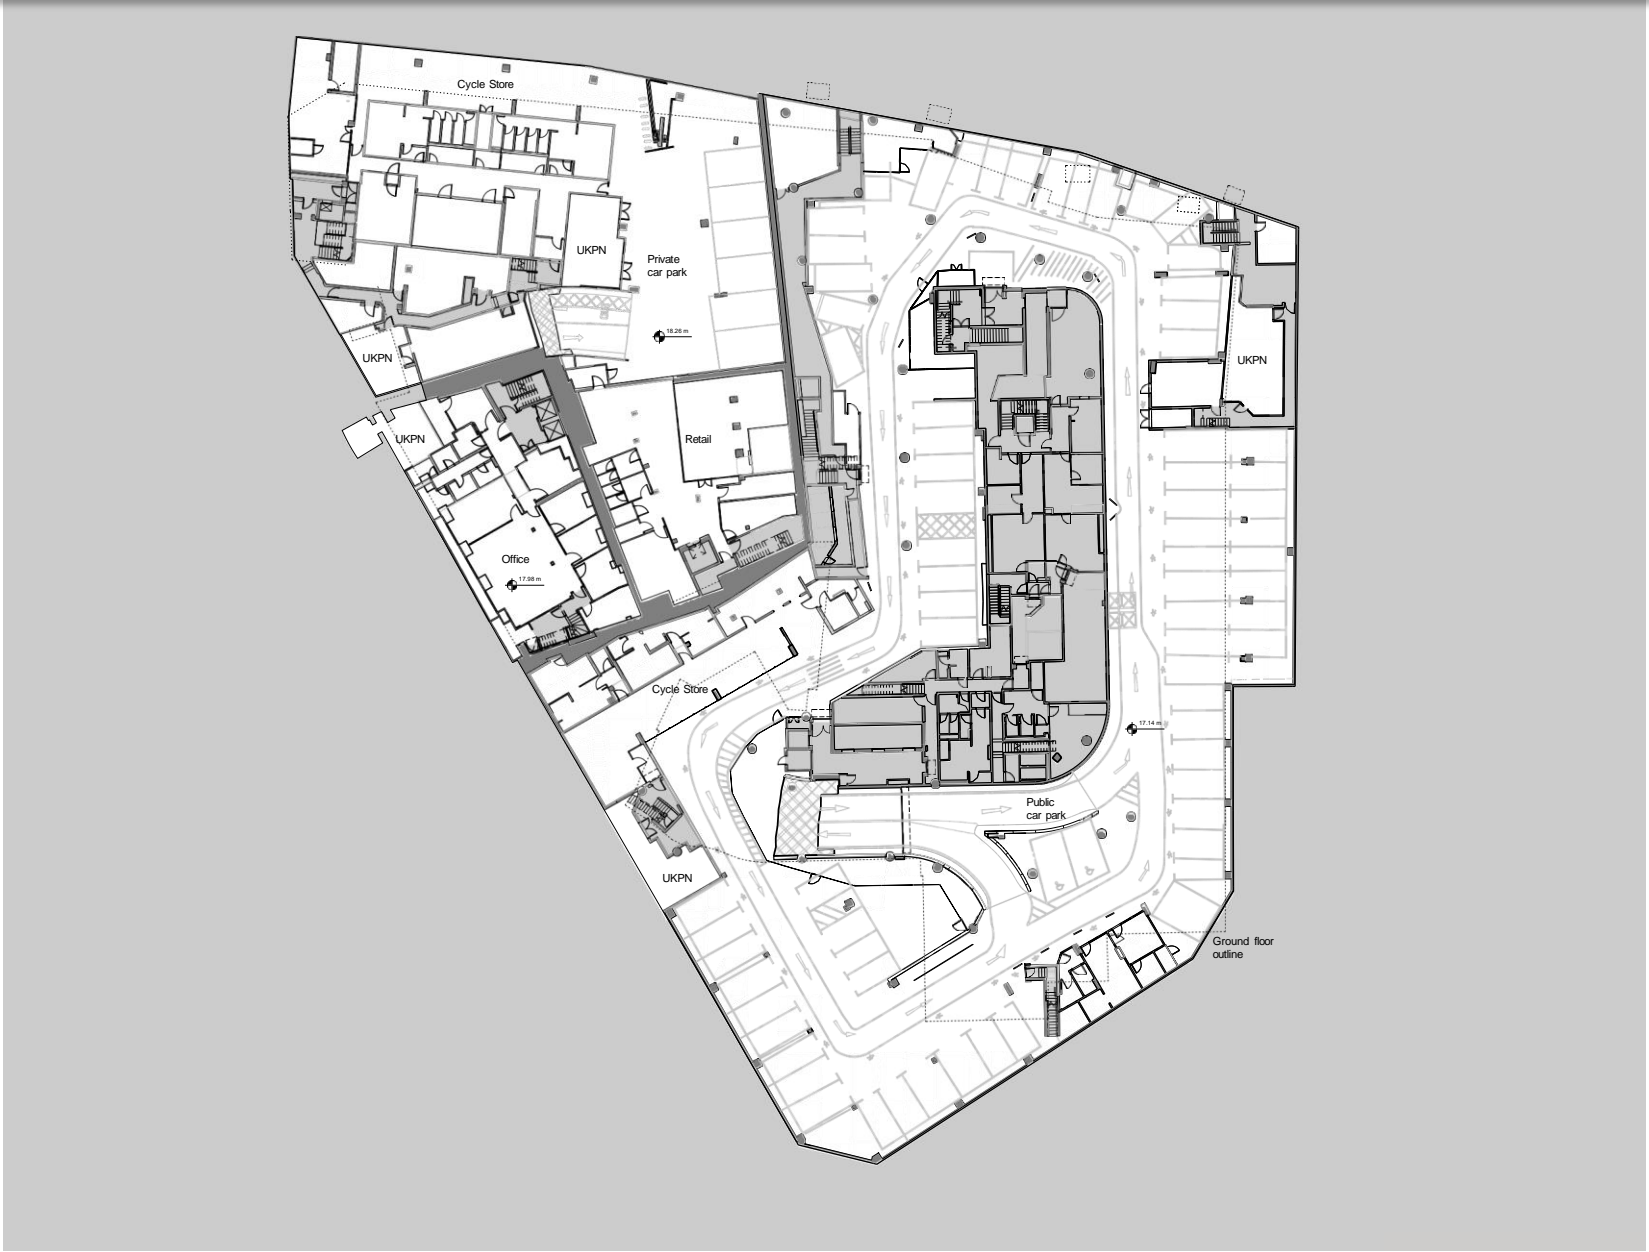 Cycle Store
UKPN
Private
car park
18.26 m
UKPN
UKPN
UKPN
Retail
Office
17.98 m
Cycle Store
17.14 m
Public
car park
UKPN
Ground floor
outline